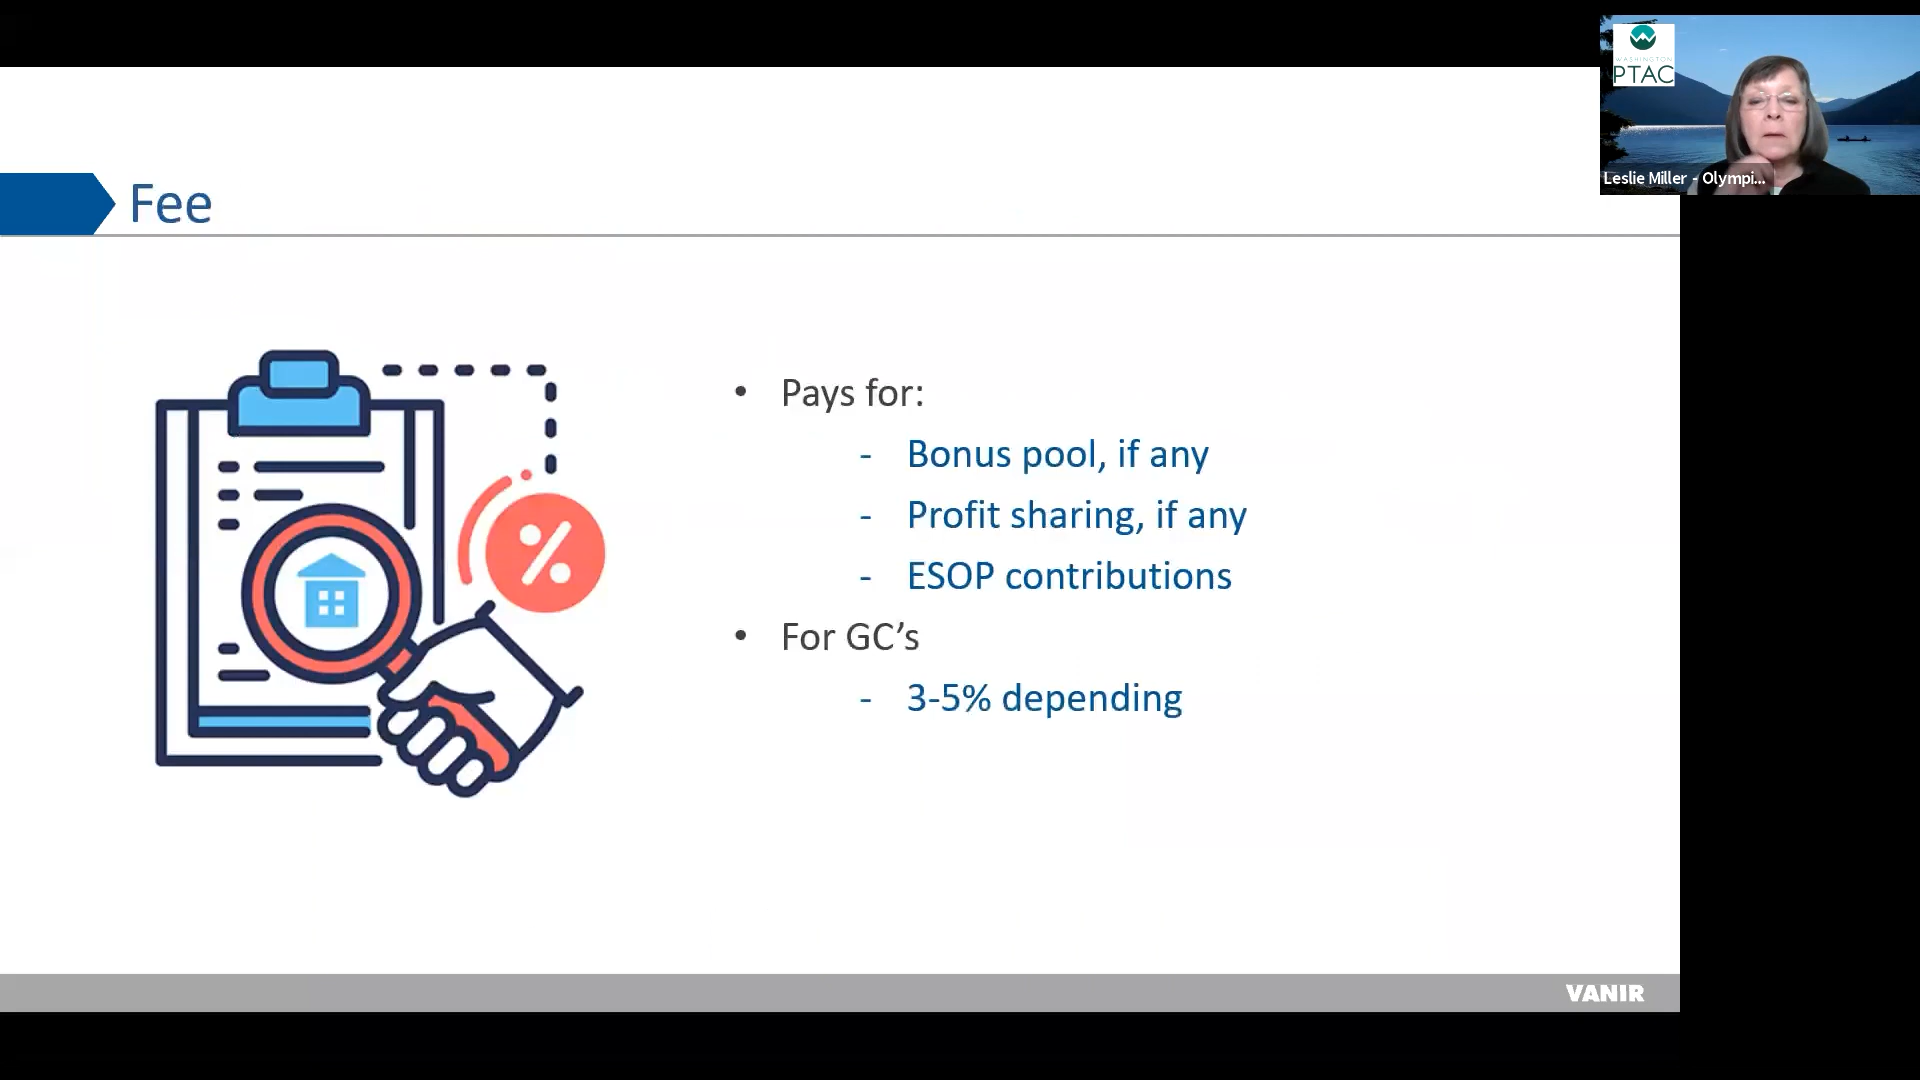 WASHINGTON
PTAC
Leslie Miller - Olympi...
Fee
• Pays for:
- Bonus pool, if any
- Profit sharing, if any
- ESOP contributions
• For GC’s
- 3-5% depending
%
VANIR